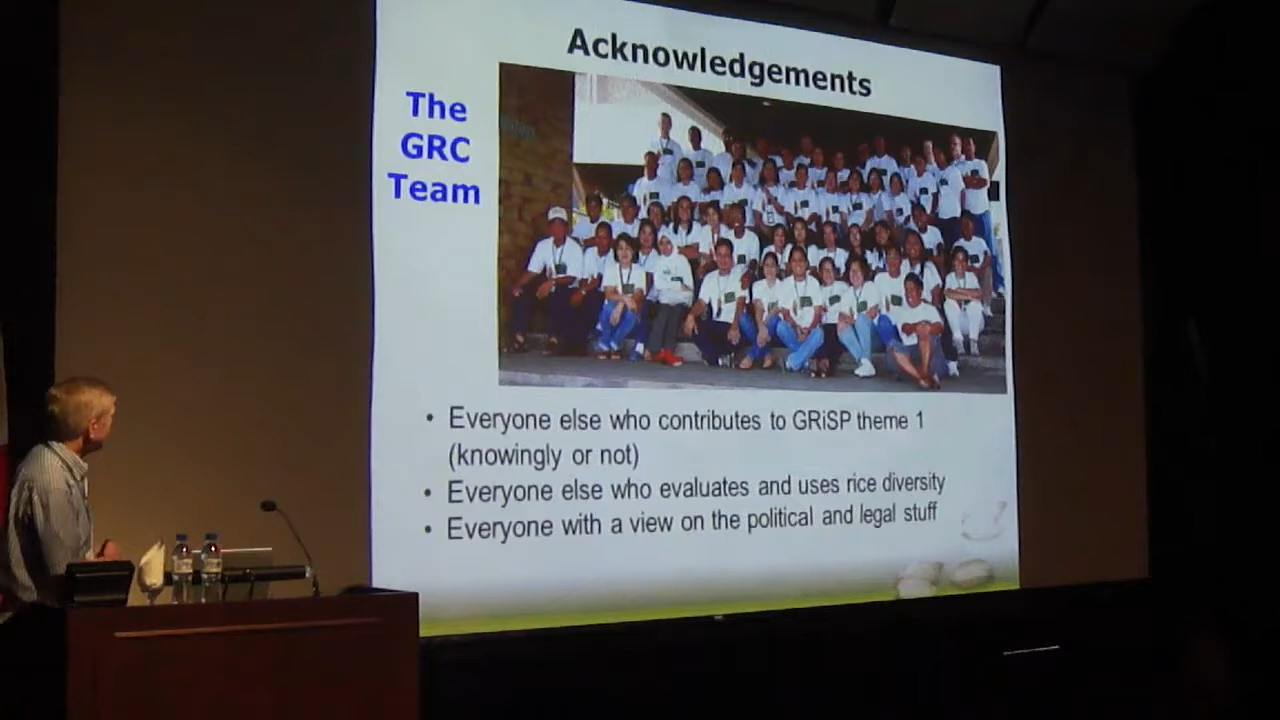 Acknowledgements
The
GRC
Team
• Everyone else who contributes to GRiSP theme 1
(knowingly or not)
• Everyone else who evaluates and uses rice diversity
• Everyone with a view on the political and legal stuff